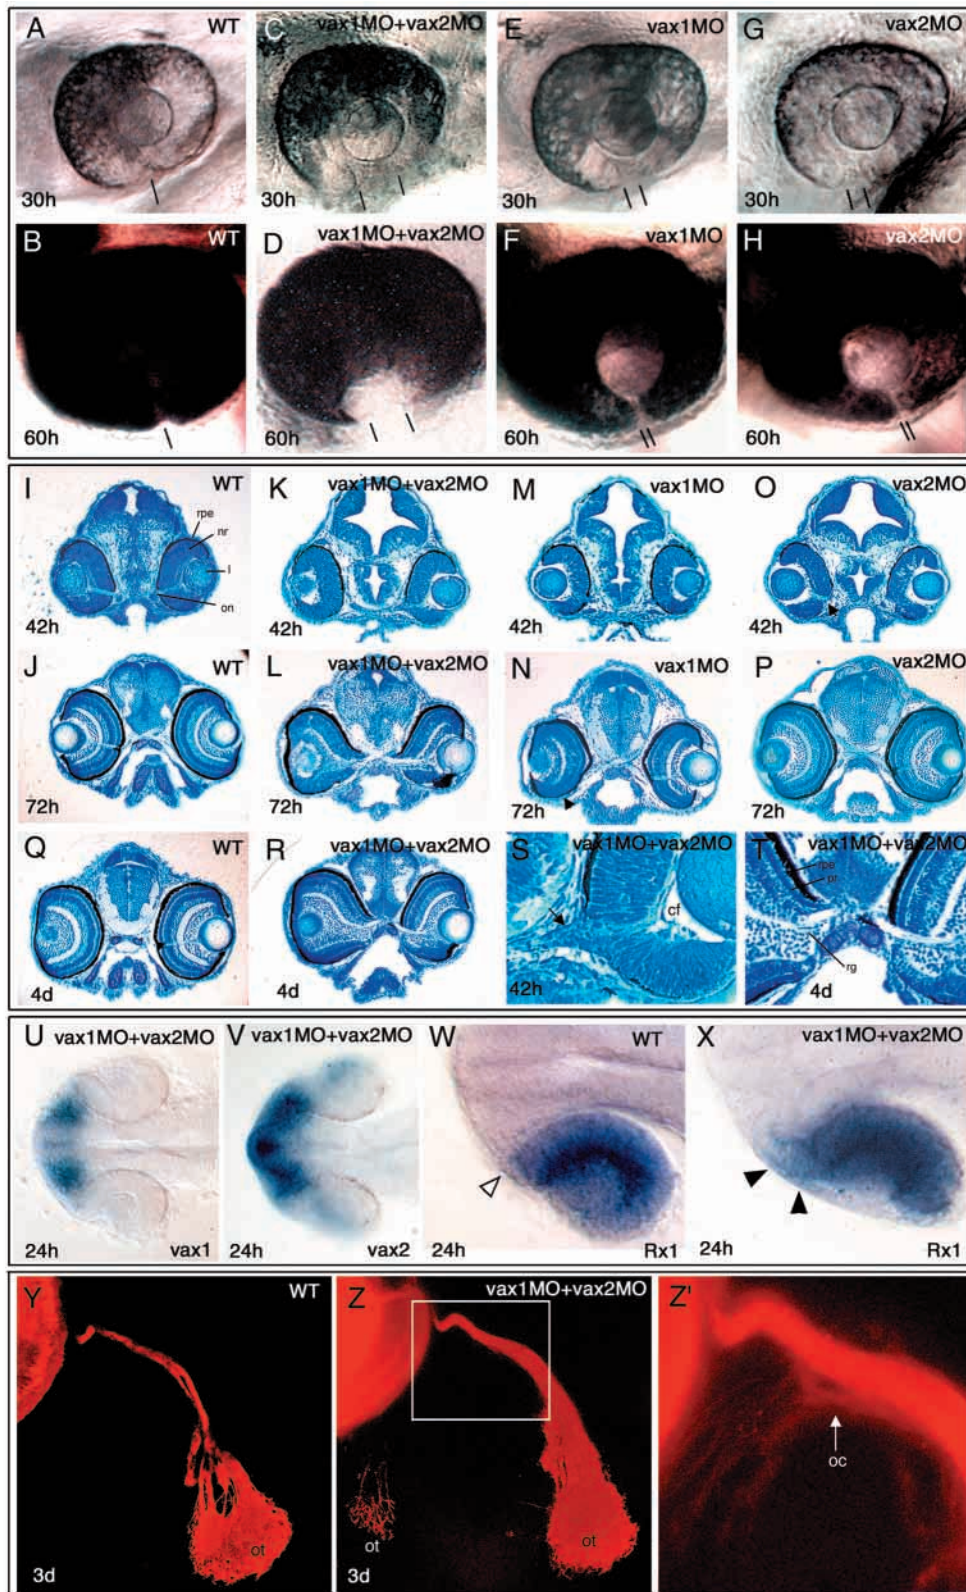 A WT
30h
C vax1MO+vax2MO
30h
E vax1MO
30h
G vax2MO
30h
B WT
60h
D vax1MO+vax2MO
60h
F vax1MO
60h
H vax2MO
60h
I WT
rpe
nr
l
on
42h
K vax1MO+vax2MO
42h
M vax1MO
42h
O vax2MO
42h
J WT
72h
L vax1MO+vax2MO
72h
N vax1MO
72h
P vax2MO
72h
Q WT
4d
R vax1MO+vax2MO
4d
S vax1MO+vax2MO
cf
42h
T vax1MO+vax2MO
rpe
pr
rg
4d
U vax1MO+vax2MO
24h vax1
V vax1MO+vax2MO
24h vax2
W WT
24h Rx1
X vax1MO+vax2MO
24h Rx1
Y WT
ot
3d
Z vax1MO+vax2MO
ot
ot
3d
Z'
oc